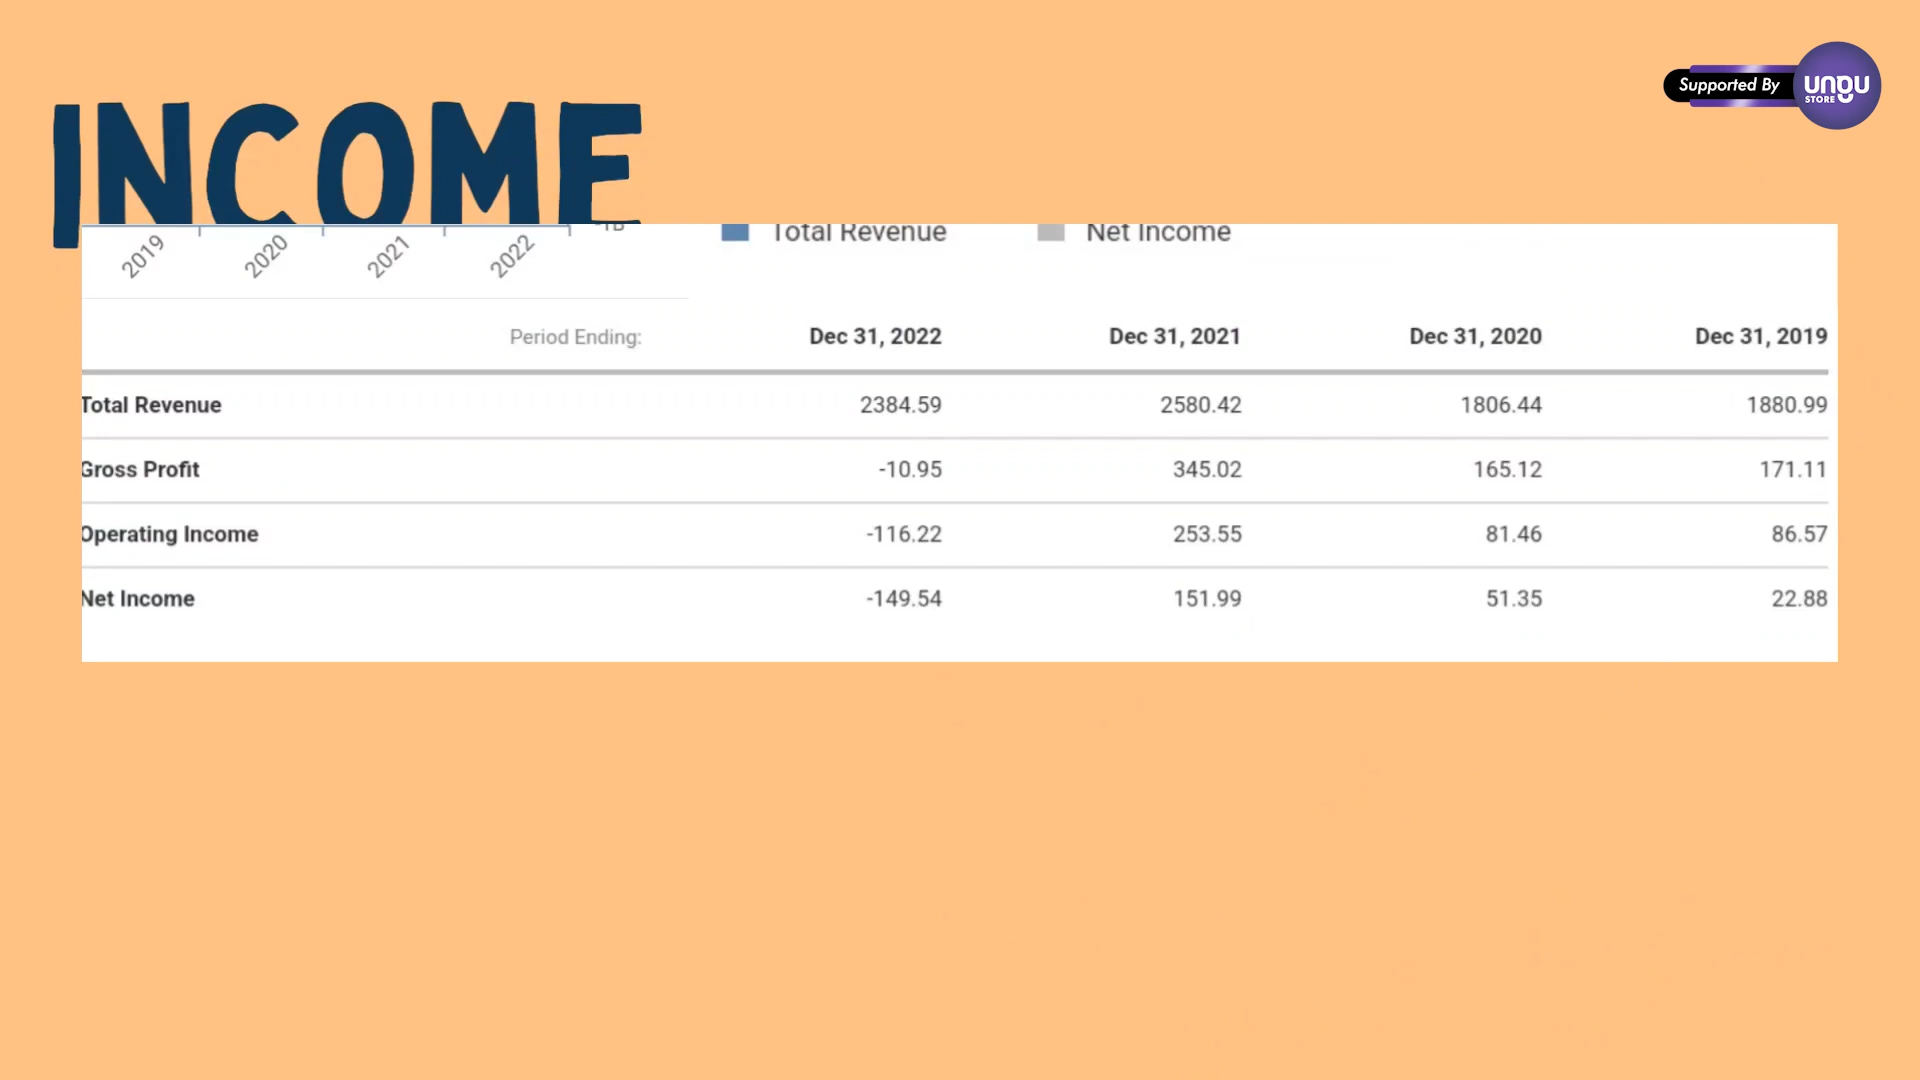 Supported By
ungu
STORE
INCOME
-1B
Total Revenue Net Income
2019 2020 2021 2022
Period Ending: Dec 31, 2022 Dec 31, 2021 Dec 31, 2020 Dec 31, 2019
Total Revenue 2384.59 2580.42 1806.44 1880.99
Gross Profit -10.95 345.02 165.12 171.11
Operating Income -116.22 253.55 81.46 86.57
Net Income -149.54 151.99 51.35 22.88